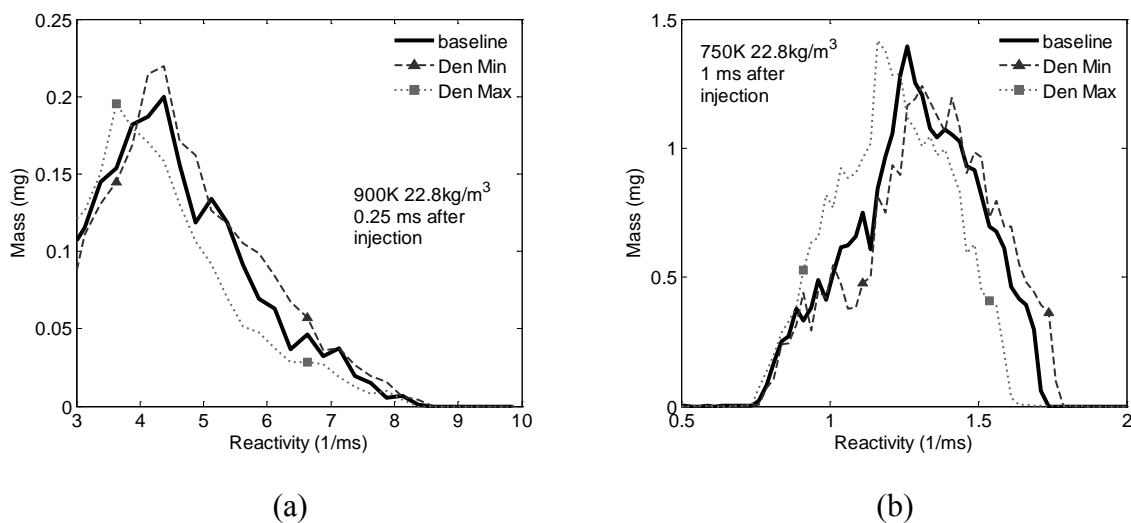 0.25
0.2
0.15
0.1
0.05
0
Mass (mg)
3 4 5 6 7 8 9 10
Reactivity (1/ms)
baseline
Den Min
Den Max
900K 22.8kg/m³
0.25 ms after
injection
(a)
1.5
1
0.5
0
Mass (mg)
0.5 1 1.5 2
Reactivity (1/ms)
750K 22.8kg/m³
1 ms after
injection
baseline
Den Min
Den Max
(b)